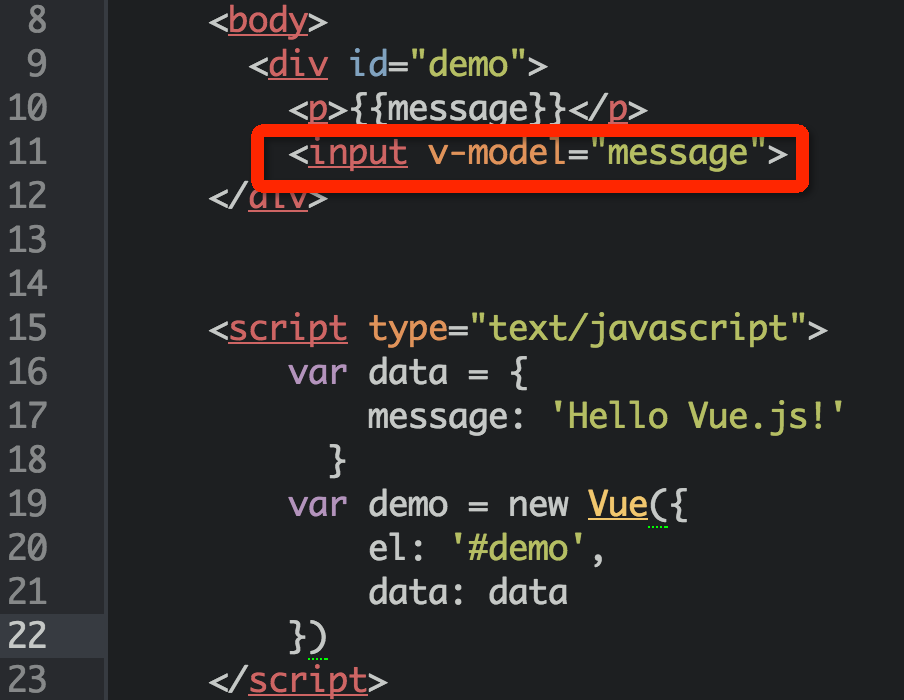 8 <body>
9 <div id="demo">
10 <p>{{message}}</p>
11 <input v-model="message">
12 </div>
13
14
15 <script type="text/javascript">
16 var data = {
17 message: 'Hello Vue.js!'
18 }
19 var demo = new Vue({
20 el: '#demo',
21 data: data
22 })
23 </script>